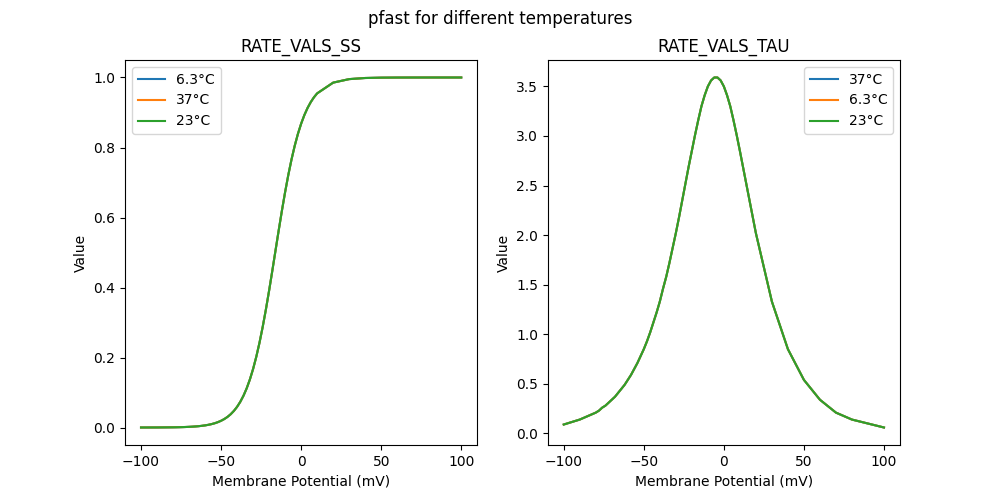 pfast for different temperatures
RATE_VALS_SS
6.3°C
37°C
23°C
1.0
0.8
0.6
0.4
0.2
0.0
Value
−100
−50
0
50
100
Membrane Potential (mV)
RATE_VALS_TAU
37°C
6.3°C
23°C
3.5
3.0
2.5
2.0
1.5
1.0
0.5
0.0
Value
−100
−50
0
50
100
Membrane Potential (mV)